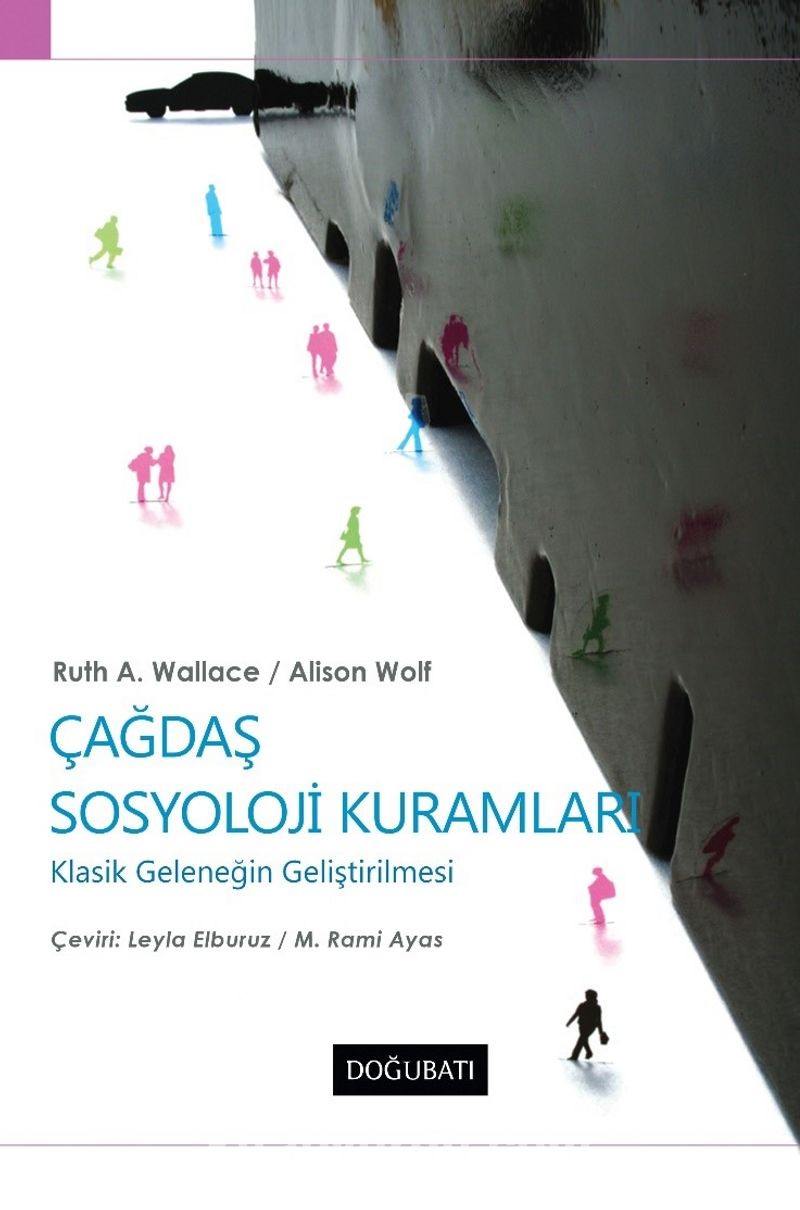 Ruth A. Wallace / Alison Wolf
ÇAĞDAŞ
SOSYOLOJİ KURAMLARI
Klasik Geleneğin Geliştirilmesi
Çeviri: Leyla Elburuz / M. Rami Ayas
DOĞUBATI